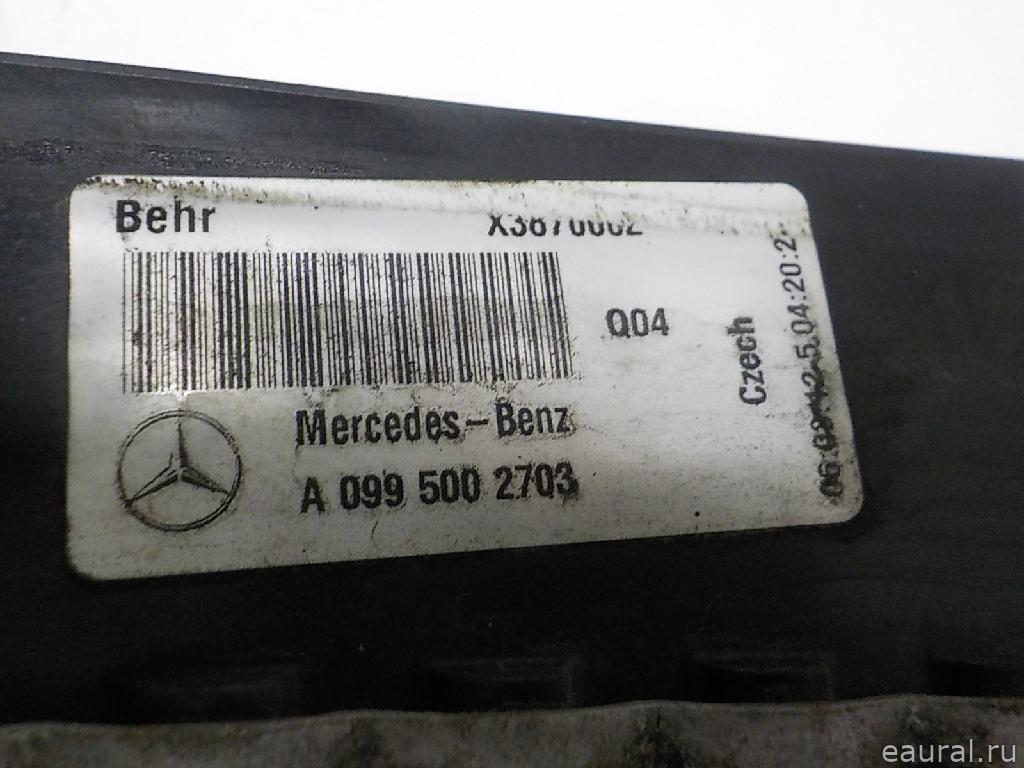 Behr
Q04
Czech
Mercedes-Benz
A 099 500 2703
eaural.ru